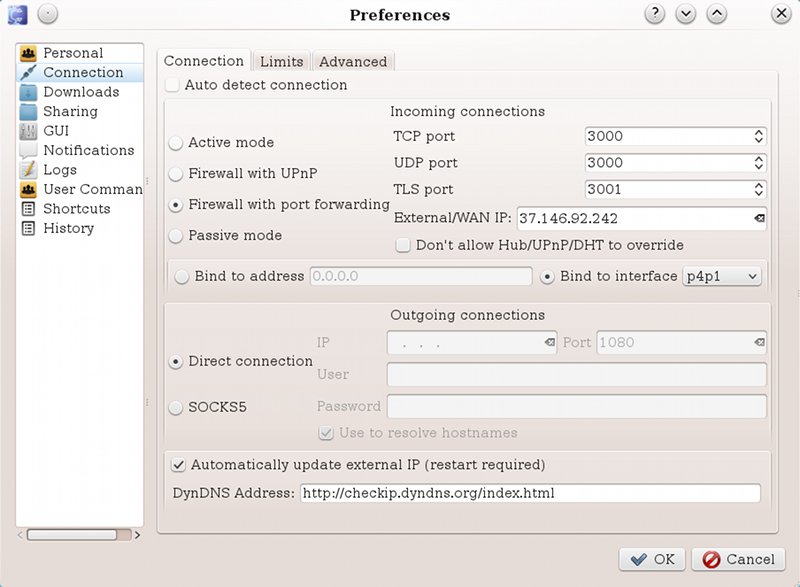 Preferences
Personal
Connection
Downloads
Sharing
GUI
Notifications
Logs
User Comman
Shortcuts
History
Connection Limits Advanced
Auto detect connection
Incoming connections
Active mode
Firewall with UPnP
Firewall with port forwarding
Passive mode
TCP port 3000
UDP port 3000
TLS port 3001
External/WAN IP: 37.146.92.242
Don't allow Hub/UPnP/DHT to override
Bind to address 0.0.0.0 Bind to interface p4p1
Outgoing connections
Direct connection
SOCKS5
IP . . . Port 1080
User
Password
Use to resolve hostnames
Automatically update external IP (restart required)
DynDNS Address: http://checkip.dyndns.org/index.html
OK Cancel